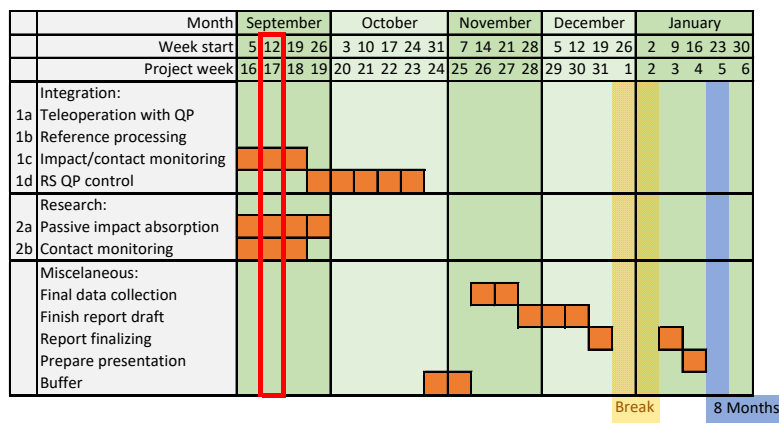 Month September October November December January
Week start 5 12 19 26 3 10 17 24 31 7 14 21 28 5 12 19 26 2 9 16 23 30
Project week 16 17 18 19 20 21 22 23 24 25 26 27 28 29 30 31 1 2 3 4 5 6
Integration:
1a Teleoperation with QP
1b Reference processing
1c Impact/contact monitoring
1d RS QP control
Research:
2a Passive impact absorption
2b Contact monitoring
Miscelaneous:
Final data collection
Finish report draft
Report finalizing
Prepare presentation
Buffer
Break 8 Months